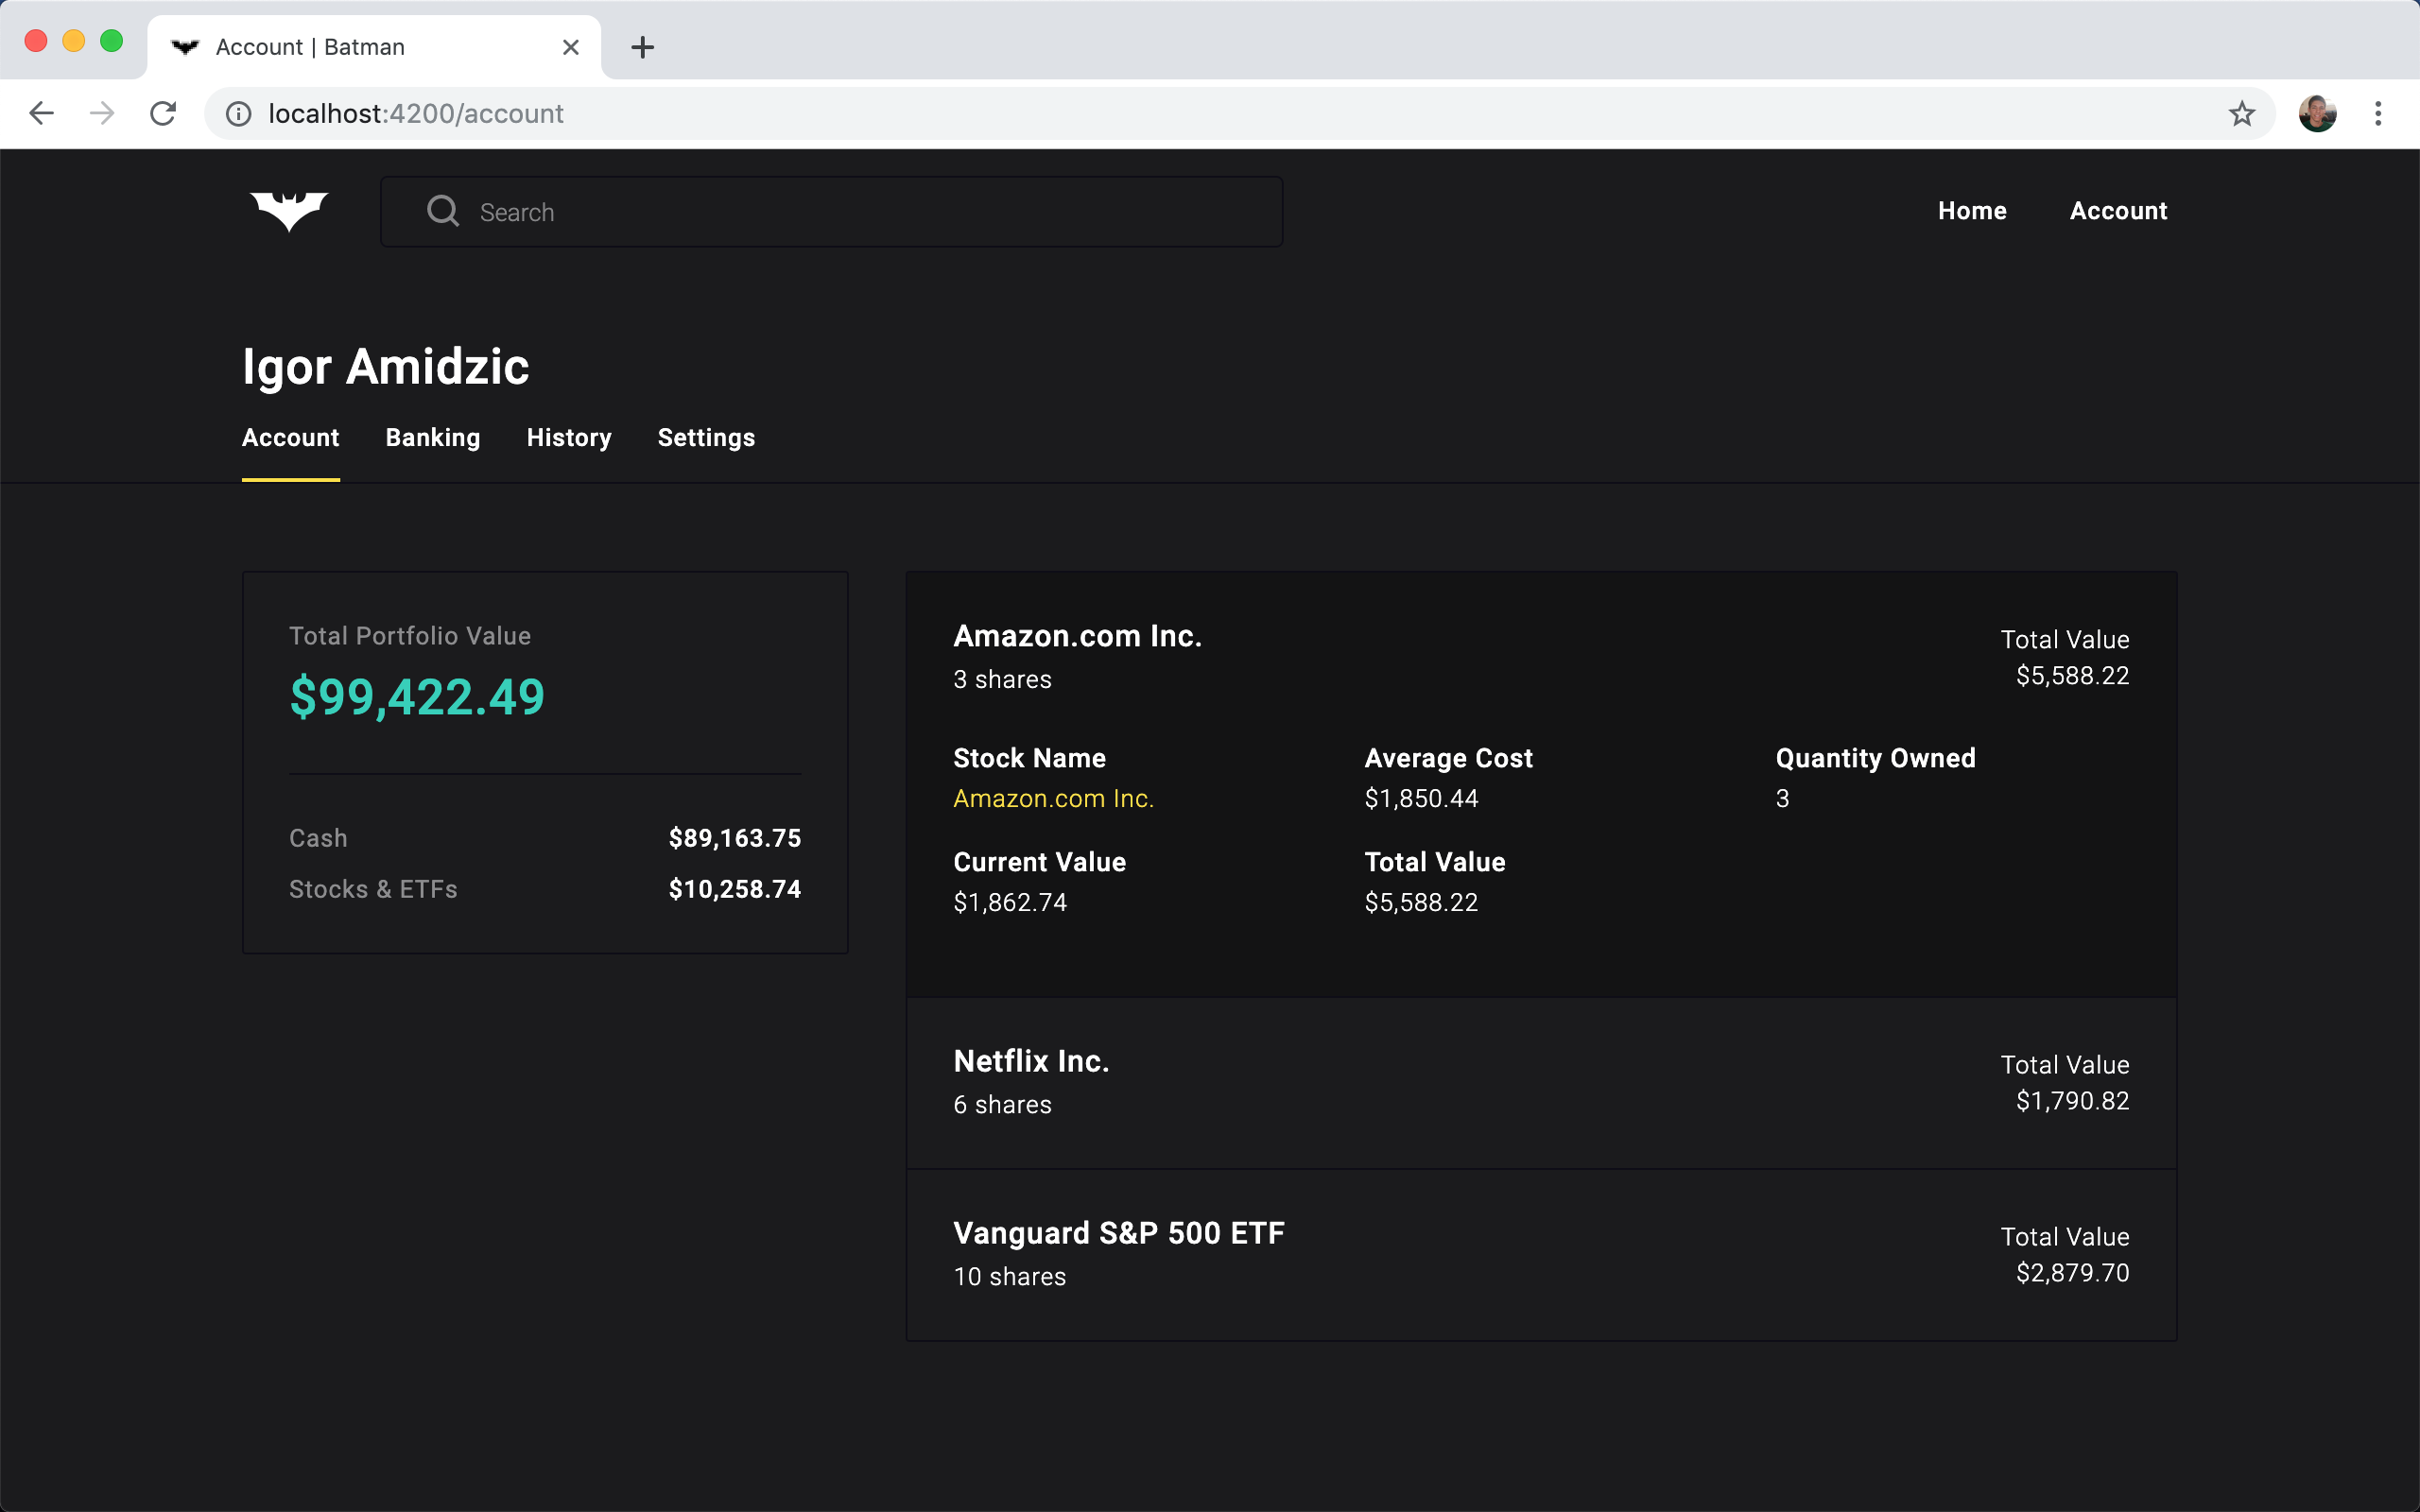 Account | Batman
localhost:4200/account
Search
Home Account
Igor Amidzic
Account Banking History Settings
Total Portfolio Value
$99,422.49
Cash $89,163.75
Stocks & ETFs $10,258.74
Amazon.com Inc.
3 shares
Total Value
$5,588.22
Stock Name Average Cost Quantity Owned
Amazon.com Inc. $1,850.44 3
Current Value Total Value
$1,862.74 $5,588.22
Netflix Inc.
6 shares
Total Value
$1,790.82
Vanguard S&P 500 ETF
10 shares
Total Value
$2,879.70